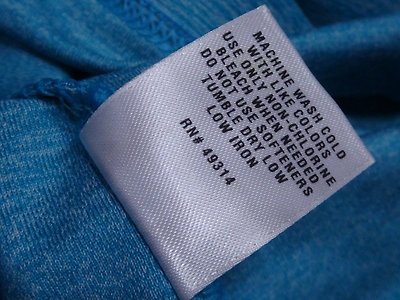 MACHINE WASH COLD
WITH LIKE COLORS
USE ONLY NON-CHLORINE
BLEACH WHEN NEEDED
DO NOT USE SOFTENERS
TUMBLE DRY LOW
LOW IRON
RN# 49314